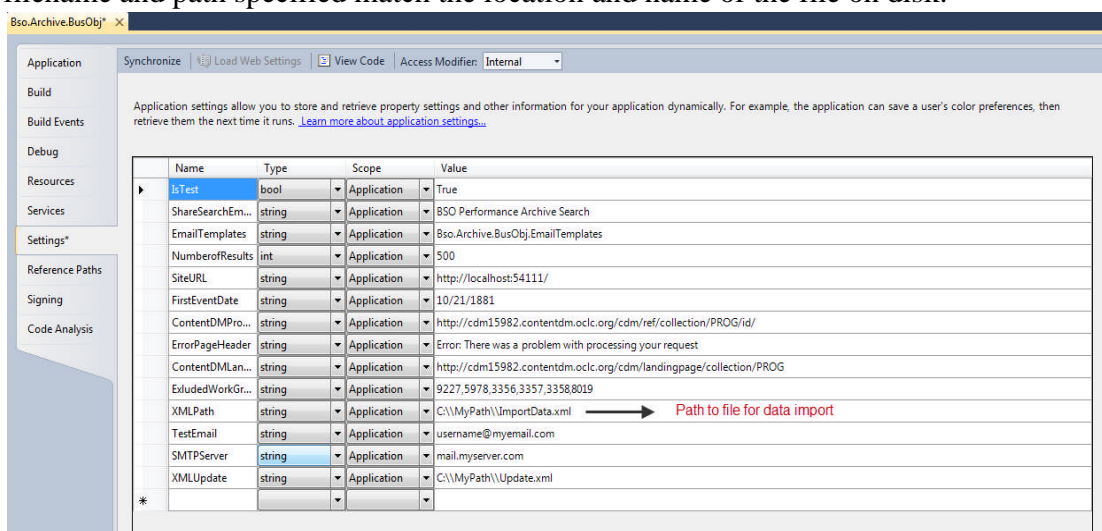 filename and path specified match the location and name of the file on disk.
Bso.Archive.BusObj* ×
Application
Synchronize Load Web Settings View Code Access Modifier: Internal
Build
Application settings allow you to store and retrieve property settings and other information for your application dynamically. For example, the application can save a user's color preferences, then
Build Events
retrieve them the next time it runs. Learn more about application settings...
Debug
Resources
Services
Settings*
Reference Paths
Signing
Code Analysis
Name Type Scope Value
IsTest bool Application True
ShareSearchEm... string Application BSO Performance Archive Search
EmailTemplates string Application Bso.Archive.BusObj.EmailTemplates
NumberofResults int Application 500
SiteURL string Application http://localhost:54111/
FirstEventDate string Application 10/21/1881
ContentDMPro... string Application http://cdm15982.contentdm.oclc.org/cdm/ref/collection/PROG/id/
ErrorPageHeader string Application Error: There was a problem with processing your request
ContentDMLan... string Application http://cdm15982.contentdm.oclc.org/cdm/landingpage/collection/PROG
ExludedWorkGr... string Application 9227,5978,3356,3357,3358,8019
XMLPath string Application C:\\MyPath\\ImportData.xml Path to file for data import
TestEmail string Application username@myemail.com
SMTPServer string Application mail.myserver.com
XMLUpdate string Application C:\\MyPath\\Update.xml
*